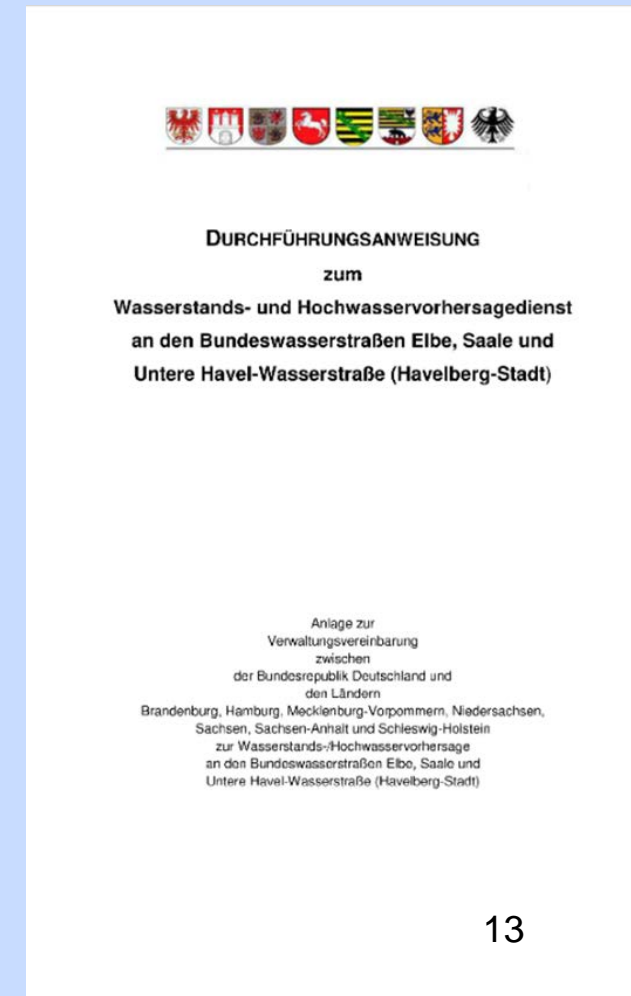 DURCHFÜHRUNGSANWEISUNG
zum
Wasserstands- und Hochwasservorhersagedienst
an den Bundeswasserstraßen Elbe, Saale und
Untere Havel-Wasserstraße (Havelberg-Stadt)
Anlage zur
Verwaltungsvereinbarung
zwischen
der Bundesrepublik Deutschland und
den Ländern
Brandenburg, Hamburg, Mecklenburg-Vorpommern, Niedersachsen,
Sachsen, Sachsen-Anhalt und Schleswig-Holstein
zur Wasserstands-/Hochwasservorhersage
an den Bundeswasserstraßen Elbe, Saale und
Untere Havel-Wasserstraße (Havelberg-Stadt)
13